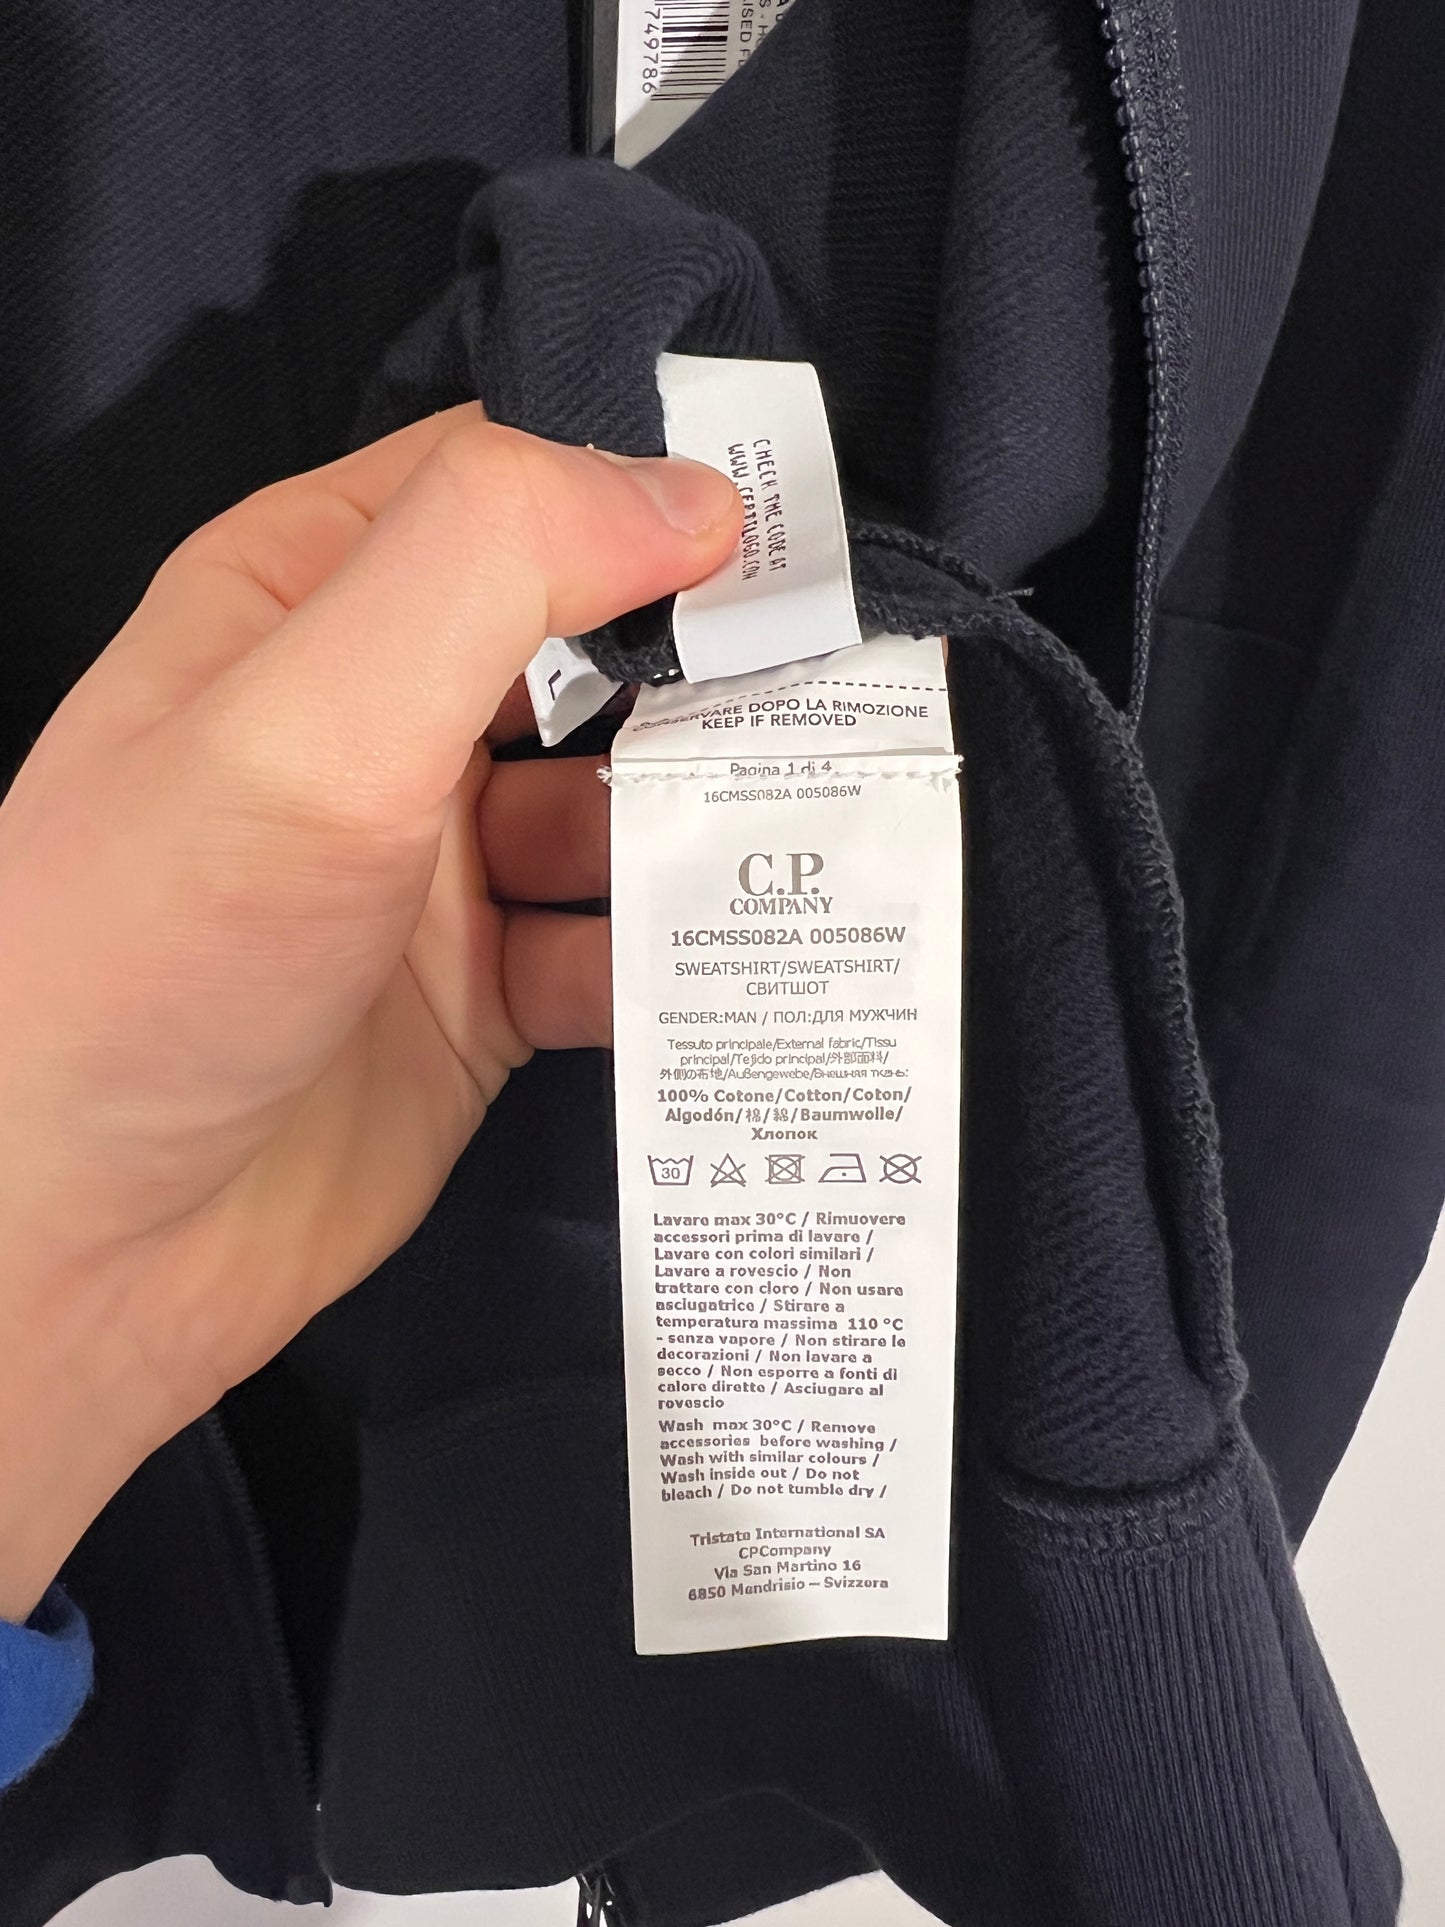 749786
CHECK THE CODE AT
WWW.CERTILOGO.COM
L
CONSERVARE DOPO LA RIMOZIONE
KEEP IF REMOVED
Pagina 1 di 4
16CMSS082A 005086W
C.P.
COMPANY
16CMSS082A 005086W
SWEATSHIRT/SWEATSHIRT/
СВИТШОТ
GENDER:MAN / ПОЛ:ДЛЯ МУЖЧИН
Tessuto principale/External fabric/Tissu
principal/Tejido principal/外部面料/
外側の布地/Außengewebe/Внешняя ткань:
100% Cotone/Cotton/Coton/
Algodón/棉/綿/Baumwolle/
Хлопок
30
Lavare max 30°C / Rimuovere
accessori prima di lavare /
Lavare con colori similari /
Lavare a rovescio / Non
trattare con cloro / Non usare
asciugatrice / Stirare a
temperatura massima 110 °C
- senza vapore / Non stirare le
decorazioni / Non lavare a
secco / Non esporre a fonti di
calore dirette / Asciugare al
rovescio
Wash max 30°C / Remove
accessories before washing /
Wash with similar colours /
Wash inside out / Do not
bleach / Do not tumble dry /
Tristate International SA
CPCompany
Via San Martino 16
6850 Mendrisio – Svizzera